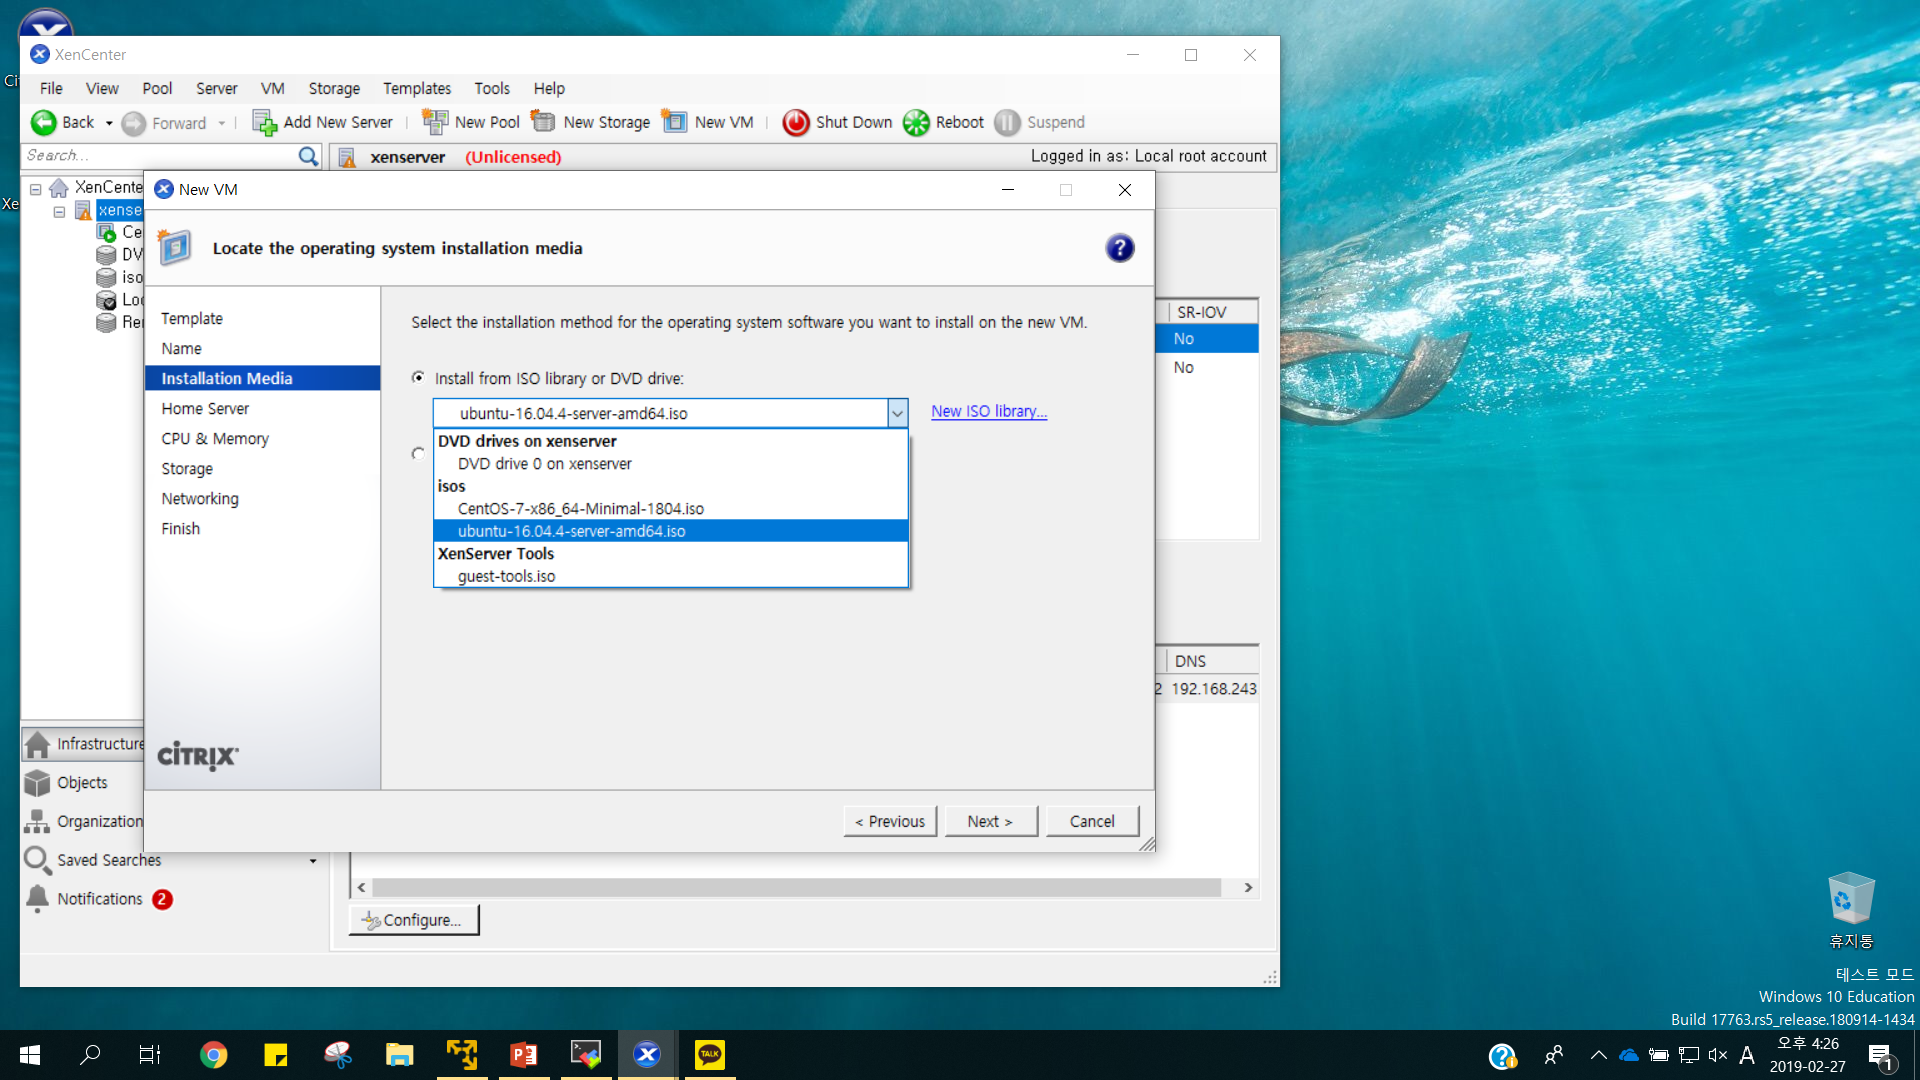 XenCenter
File View Pool Server VM Storage Templates Tools Help
Back Forward Add New Server New Pool New Storage New VM Shut Down Reboot Suspend
Search...
xenserver (Unlicensed)
Logged in as: Local root account
XenCente
xense
Ce
DV
iso
Loc
Rer
New VM
Locate the operating system installation media
?
Template
Name
Installation Media
Home Server
CPU & Memory
Storage
Networking
Finish
CİTRIX
Select the installation method for the operating system software you want to install on the new VM.
Install from ISO library or DVD drive:
ubuntu-16.04.4-server-amd64.iso
New ISO library...
DVD drives on xenserver
DVD drive 0 on xenserver
isos
CentOS-7-x86_64-Minimal-1804.iso
ubuntu-16.04.4-server-amd64.iso
XenServer Tools
guest-tools.iso
< Previous
Next >
Cancel
SR-IOV
No
No
DNS
2 192.168.243
Infrastructure
Objects
Organization
Saved Searches
Notifications 2
Configure...
휴지통
테스트 모드
Windows 10 Education
Build 17763.rs5_release.180914-1434
TALK
A
오후 4:26
2019-02-27
1